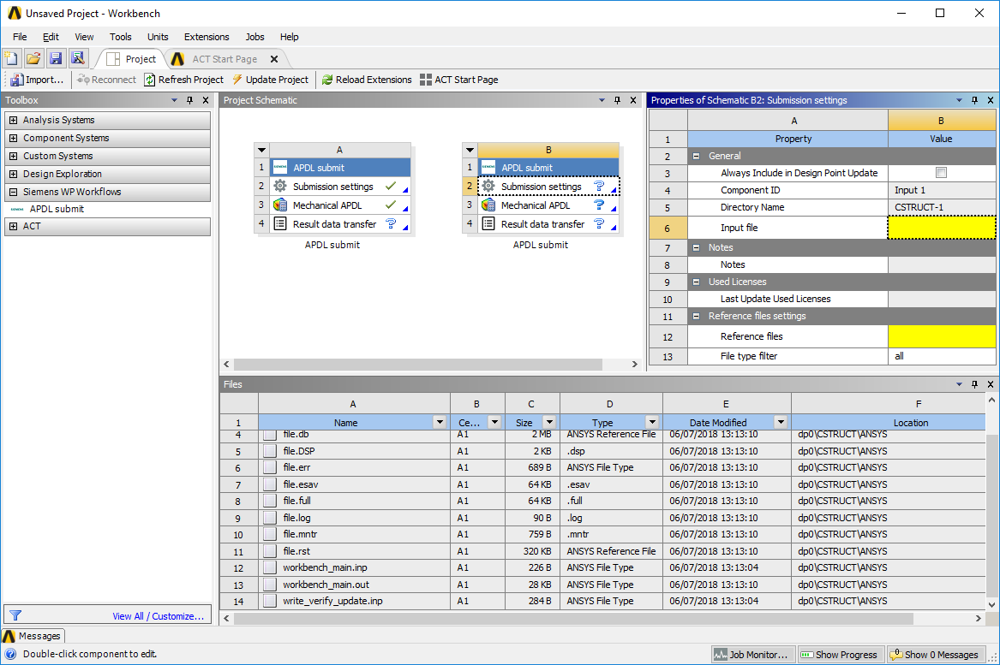 Unsaved Project - Workbench
File Edit View Tools Units Extensions Jobs Help
Project ACT Start Page
Import... Reconnect Refresh Project Update Project Reload Extensions ACT Start Page
Toolbox
Analysis Systems
Component Systems
Custom Systems
Design Exploration
Siemens WP Workflows
SIEMENS APDL submit
ACT
View All / Customize...
Project Schematic
A
1 SIEMENS APDL submit
2 Submission settings
3 Mechanical APDL
4 Result data transfer ?
APDL submit
B
1 SIEMENS APDL submit
2 Submission settings ?
3 Mechanical APDL ?
4 Result data transfer ?
APDL submit
Properties of Schematic B2: Submission settings
A B
1 Property Value
2 General
3 Always Include in Design Point Update
4 Component ID Input 1
5 Directory Name CSTRUCT-1
6 Input file
7 Notes
8 Notes
9 Used Licenses
10 Last Update Used Licenses
11 Reference files settings
12 Reference files
13 File type filter all
Files
A B C D E F
1 Name Ce... Size Type Date Modified Location
4 file.db A1 2 MB ANSYS Reference File 06/07/2018 13:13:10 dp0\CSTRUCT\ANSYS
5 file.DSP A1 2 KB .dsp 06/07/2018 13:13:10 dp0\CSTRUCT\ANSYS
6 file.err A1 689 B ANSYS File Type 06/07/2018 13:13:10 dp0\CSTRUCT\ANSYS
7 file.esav A1 64 KB .esav 06/07/2018 13:13:10 dp0\CSTRUCT\ANSYS
8 file.full A1 64 KB .full 06/07/2018 13:13:10 dp0\CSTRUCT\ANSYS
9 file.log A1 90 B .log 06/07/2018 13:13:10 dp0\CSTRUCT\ANSYS
10 file.mntr A1 759 B .mntr 06/07/2018 13:13:10 dp0\CSTRUCT\ANSYS
11 file.rst A1 320 KB ANSYS Reference File 06/07/2018 13:13:10 dp0\CSTRUCT\ANSYS
12 workbench_main.inp A1 226 B ANSYS File Type 06/07/2018 13:13:04 dp0\CSTRUCT\ANSYS
13 workbench_main.out A1 28 KB ANSYS File Type 06/07/2018 13:13:10 dp0\CSTRUCT\ANSYS
14 write_verify_update.inp A1 284 B ANSYS File Type 06/07/2018 13:13:04 dp0\CSTRUCT\ANSYS
Messages
Double-click component to edit.
Job Monitor... Show Progress Show 0 Messages